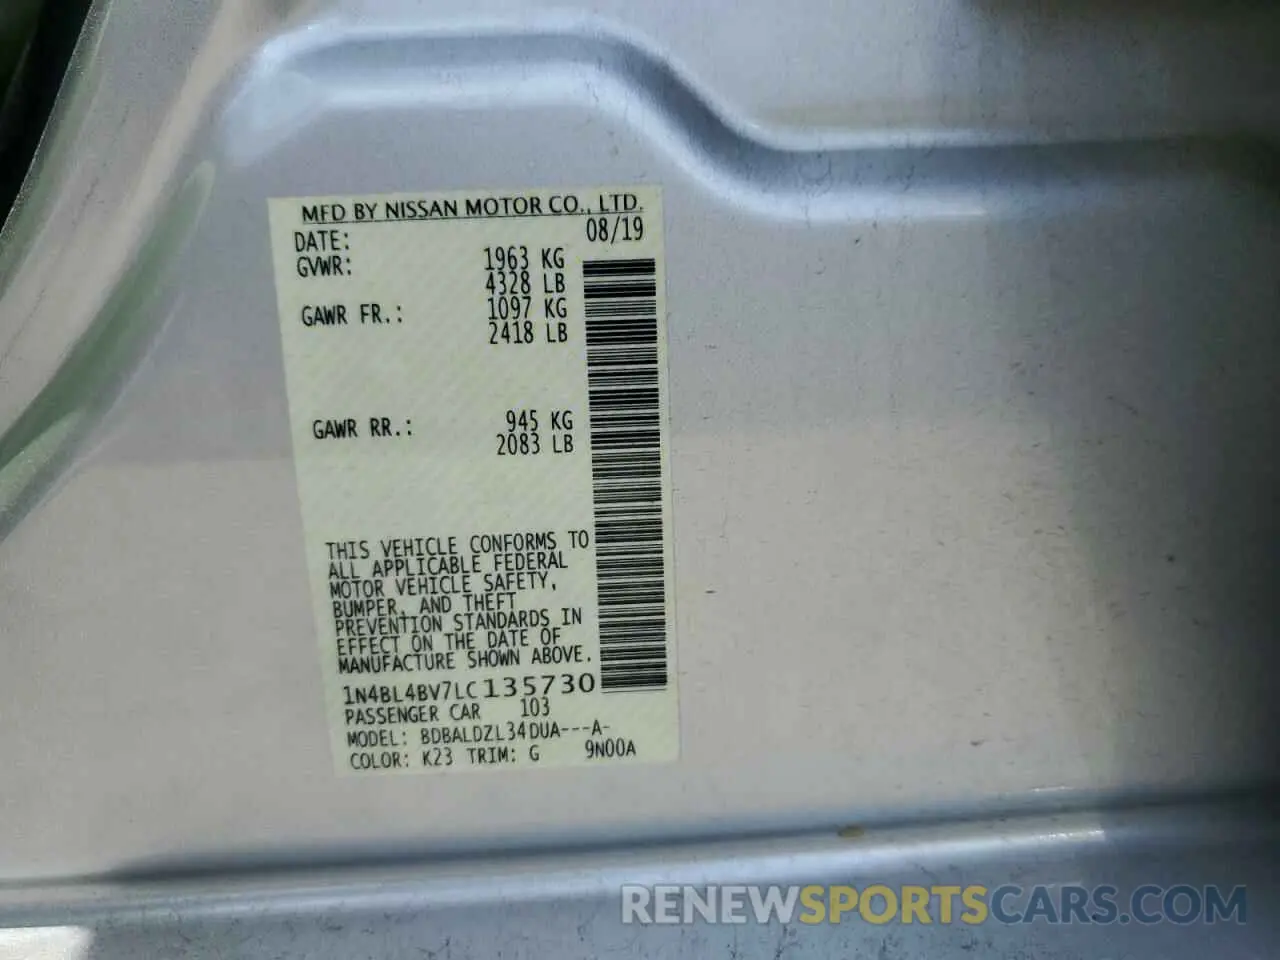 MFD BY NISSAN MOTOR CO., LTD.
DATE: 08/19
GVWR: 1963 KG
4328 LB
GAWR FR.: 1097 KG
2418 LB
GAWR RR.: 945 KG
2083 LB
THIS VEHICLE CONFORMS TO
ALL APPLICABLE FEDERAL
MOTOR VEHICLE SAFETY,
BUMPER, AND THEFT
PREVENTION STANDARDS IN
EFFECT ON THE DATE OF
MANUFACTURE SHOWN ABOVE.
1N4BL4BV7LC135730
PASSENGER CAR 103
MODEL: BDBALDZL34DUA---A-
COLOR: K23 TRIM: G 9N00A
RENEWSPORTSCARS.COM